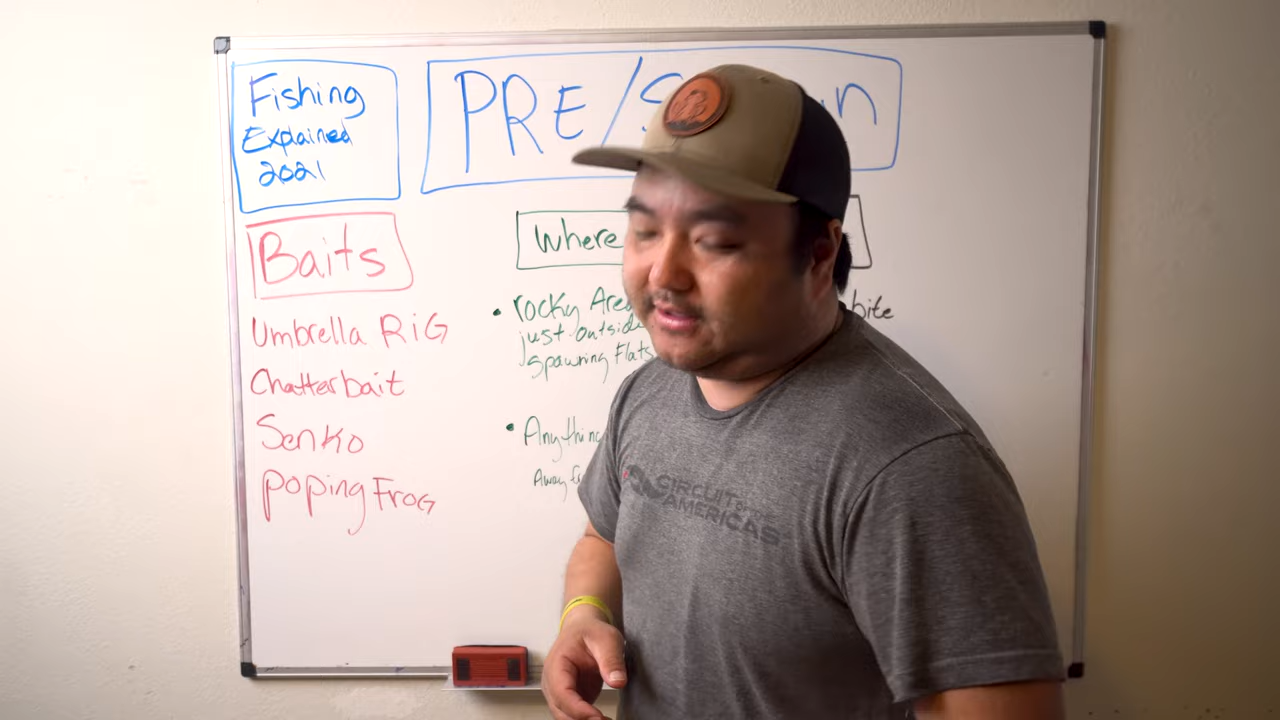 Fishing
Explained
2021
PRE/
Baits
Umbrella RiG
Chatterbait
Senko
poping Frog
Where
• rocky
just outside
spawning Flats
• Anything
Away
bite
CIRCUIT OF THE
AMERICAS